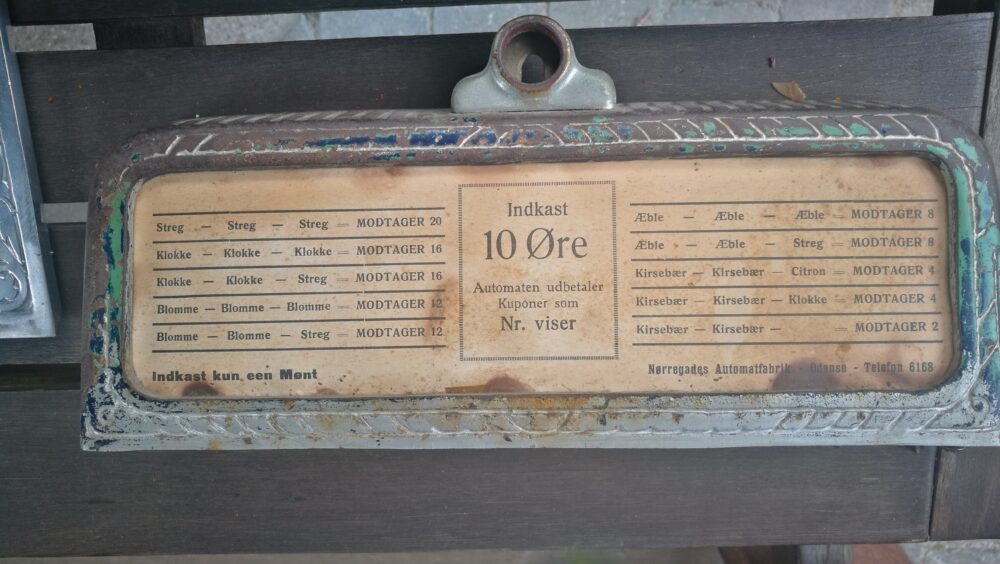 Streg — Streg — Streg — MODTAGER 20
Klokke — Klokke — Klokke — MODTAGER 16
Klokke — Klokke — Streg = MODTAGER 16
Blomme — Blomme — Blomme — MODTAGER 12
Blomme — Blomme — Streg = MODTAGER 12
Indkast kun een Mønt
Indkast
10 Øre
Automaten udbetaler
Kuponer som
Nr. viser
Æble — Æble — Æble — MODTAGER 8
Æble — Æble — Streg = MODTAGER 8
Kirsebær — Kirsebær — Citron = MODTAGER 4
Kirsebær — Kirsebær — Klokke = MODTAGER 4
Kirsebær — Kirsebær — = MODTAGER 2
Nørregades Automatfabrik - Odense - Telefon 6168